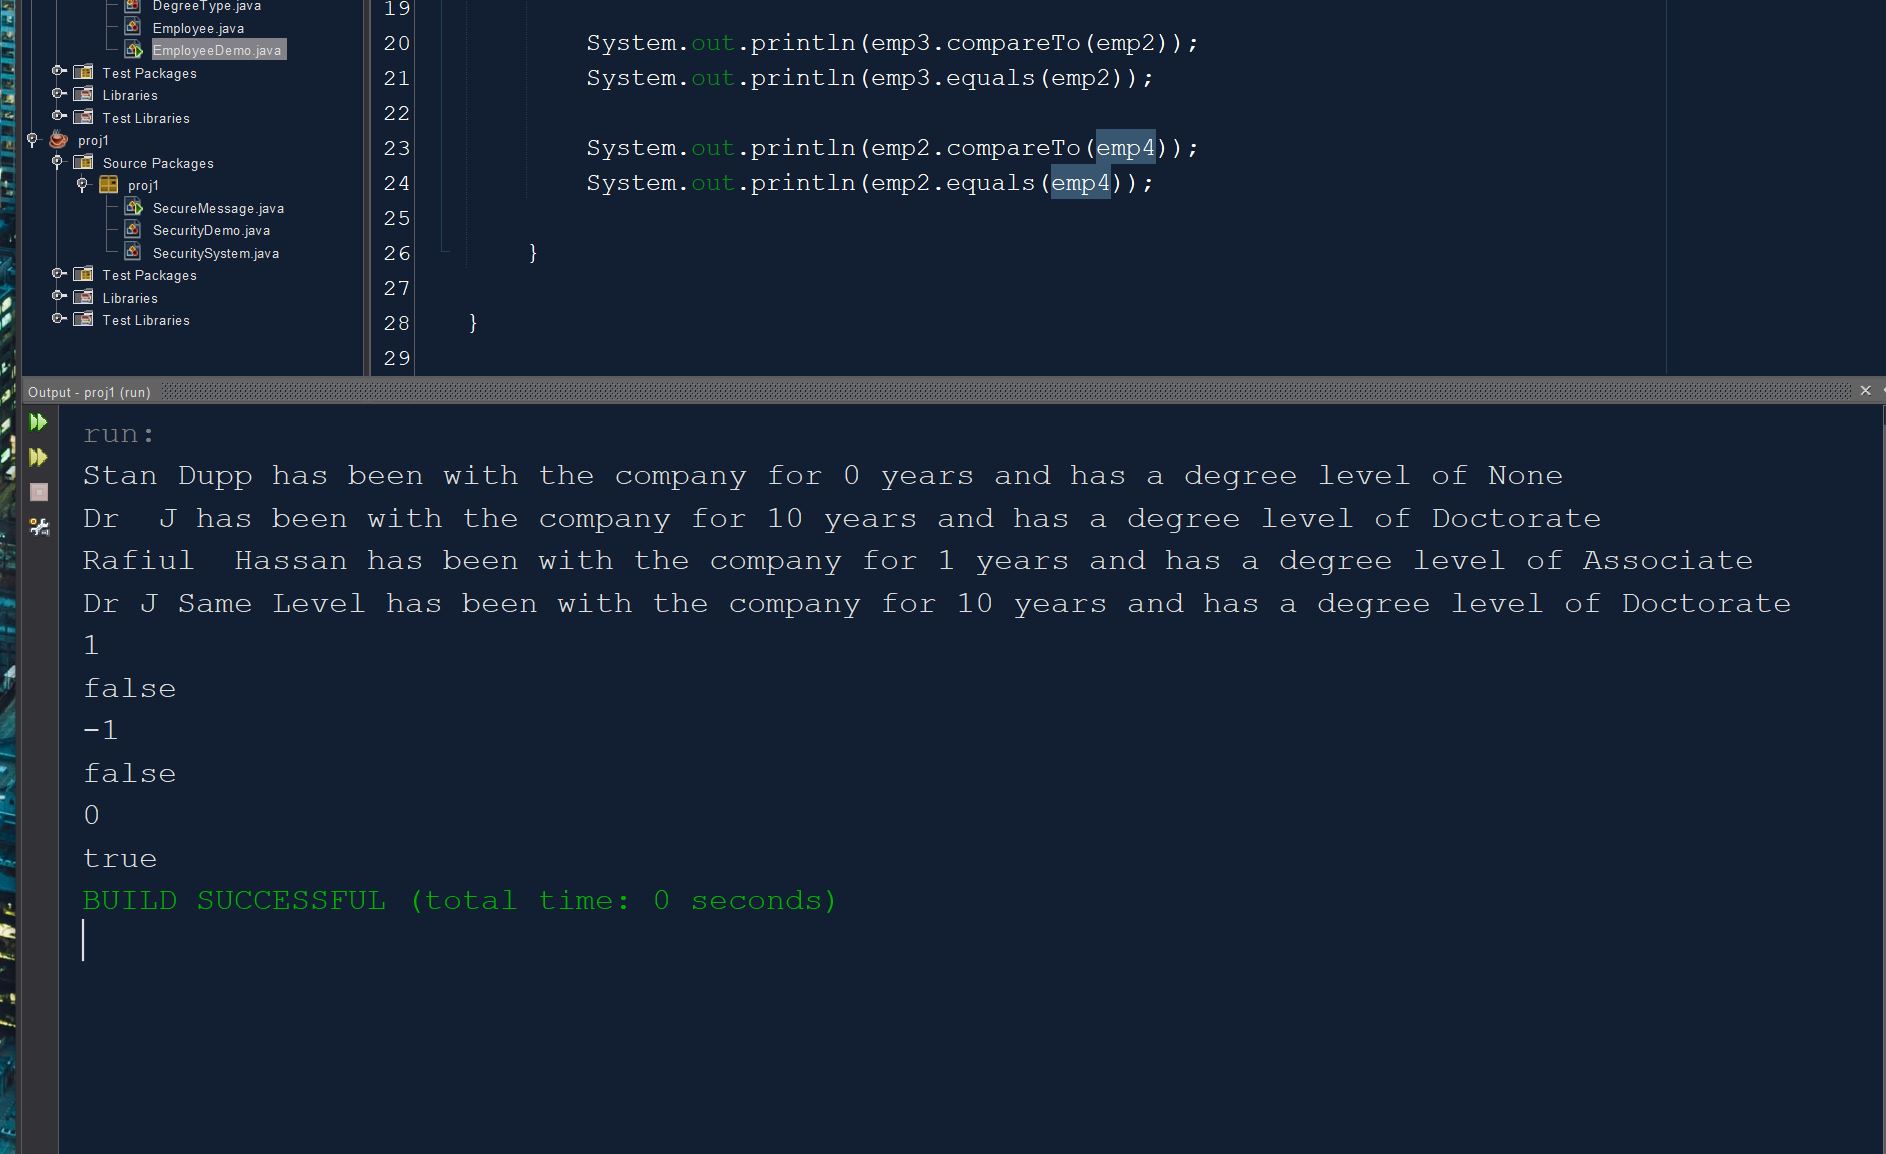 DegreeType.java
Employee.java
EmployeeDemo.java
Test Packages
Libraries
Test Libraries
proj1
Source Packages
proj1
SecureMessage.java
SecurityDemo.java
SecuritySystem.java
Test Packages
Libraries
Test Libraries
19
20 System.out.println(emp3.compareTo(emp2));
21 System.out.println(emp3.equals(emp2));
22
23 System.out.println(emp2.compareTo(emp4));
24 System.out.println(emp2.equals(emp4));
25
26 }
27
28 }
29
Output - proj1 (run)
run:
Stan Dupp has been with the company for 0 years and has a degree level of None
Dr  J has been with the company for 10 years and has a degree level of Doctorate
Rafiul  Hassan has been with the company for 1 years and has a degree level of Associate
Dr J Same Level has been with the company for 10 years and has a degree level of Doctorate
1
false
-1
false
0
true
BUILD SUCCESSFUL (total time: 0 seconds)